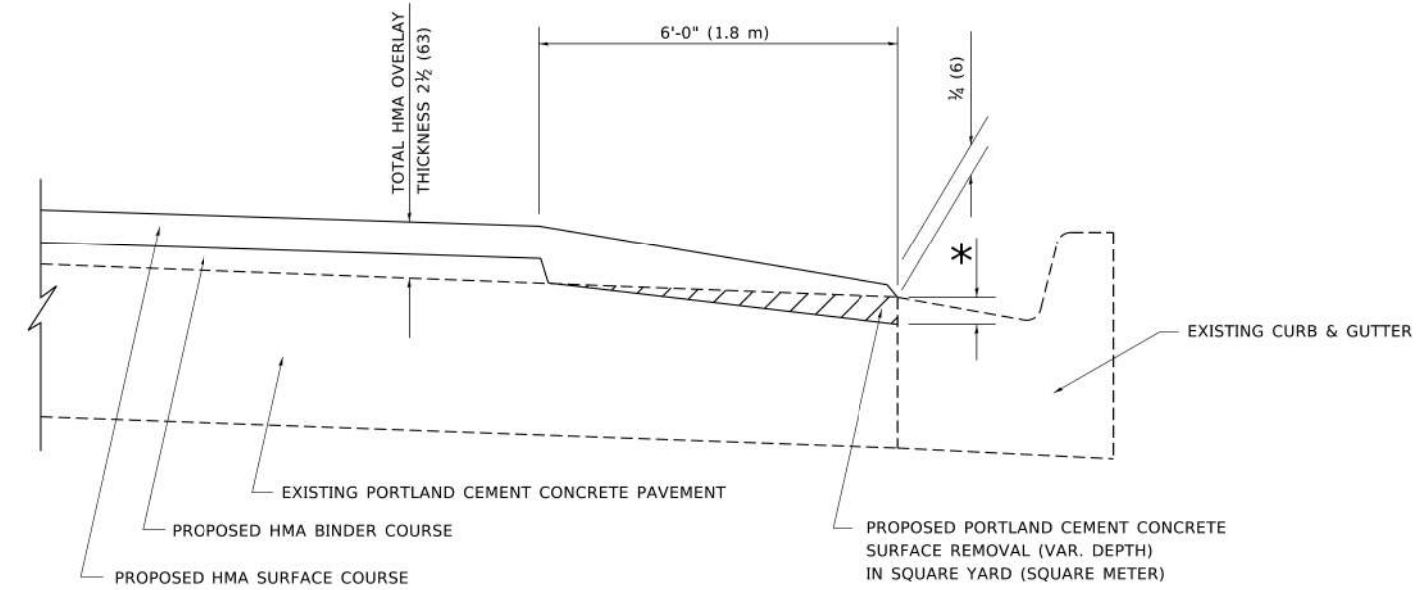 TOTAL HMA OVERLAY
THICKNESS 2½ (63)
6'-0" (1.8 m)
¼ (6)
*
EXISTING CURB & GUTTER
EXISTING PORTLAND CEMENT CONCRETE PAVEMENT
PROPOSED HMA BINDER COURSE
PROPOSED HMA SURFACE COURSE
PROPOSED PORTLAND CEMENT CONCRETE
SURFACE REMOVAL (VAR. DEPTH)
IN SQUARE YARD (SQUARE METER)